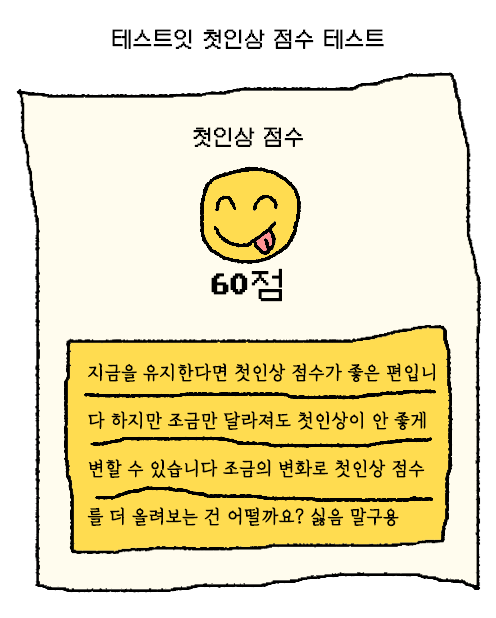 테스트잇 첫인상 점수 테스트
첫인상 점수
60점
지금을 유지한다면 첫인상 점수가 좋은 편입니
다 하지만 조금만 달라져도 첫인상이 안 좋게
변할 수 있습니다 조금의 변화로 첫인상 점수
를 더 올려보는 건 어떨까요? 싫음 말구용